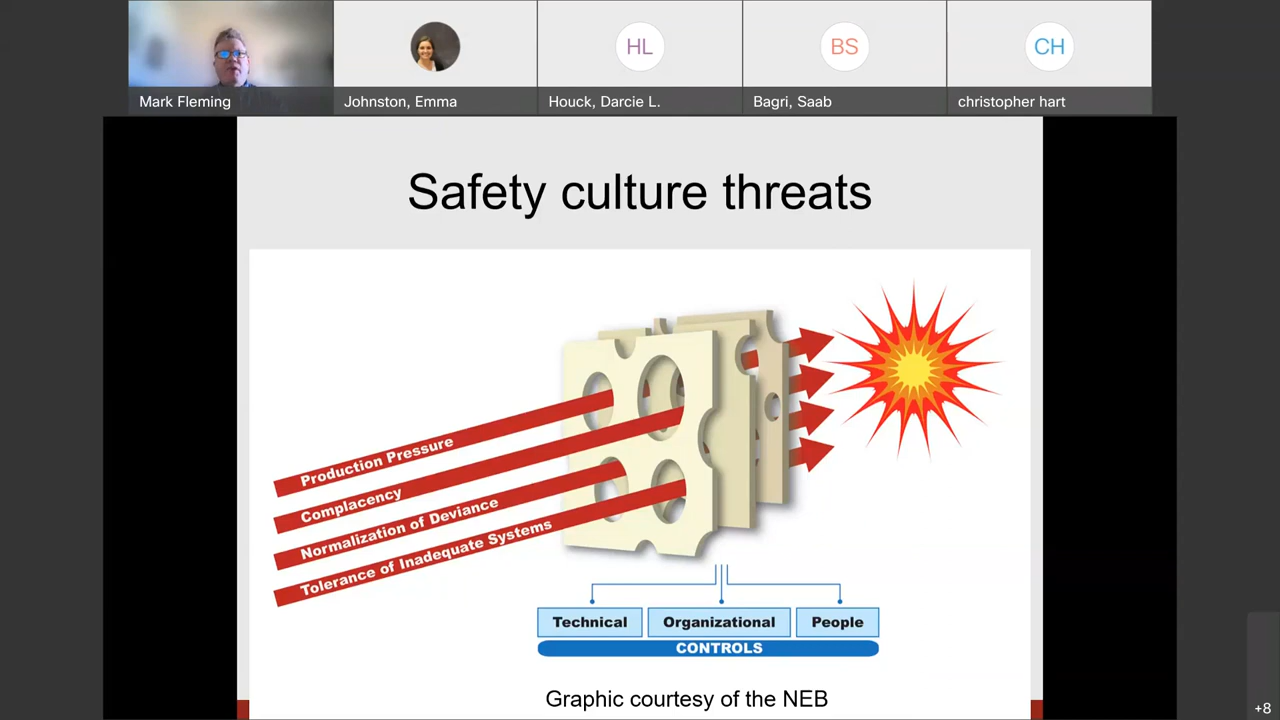 HL
BS
CH
Mark Fleming
Johnston, Emma
Houck, Darcie L.
Bagri, Saab
christopher hart
Safety culture threats
Production Pressure
Complacency
Normalization of Deviance
Tolerance of Inadequate Systems
Technical
Organizational
People
CONTROLS
Graphic courtesy of the NEB
+8